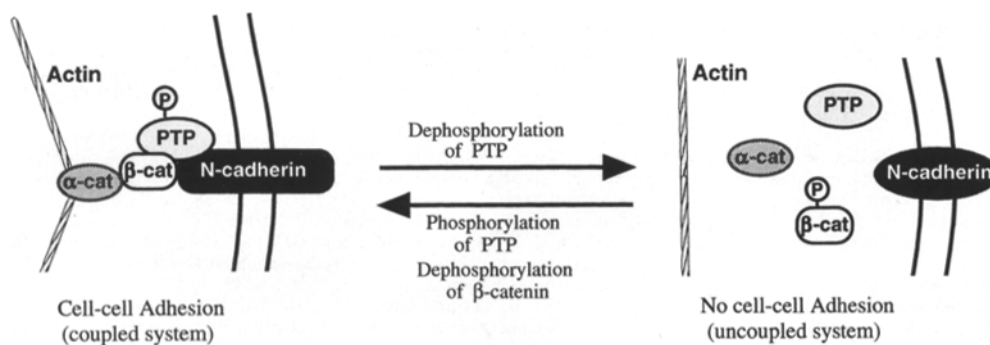 Actin
P
PTP
β-cat
α-cat
N-cadherin
Cell-cell Adhesion
(coupled system)
Dephosphorylation
of PTP
Phosphorylation
of PTP
Dephosphorylation
of β-catenin
Actin
PTP
α-cat
N-cadherin
P
β-cat
No cell-cell Adhesion
(uncoupled system)